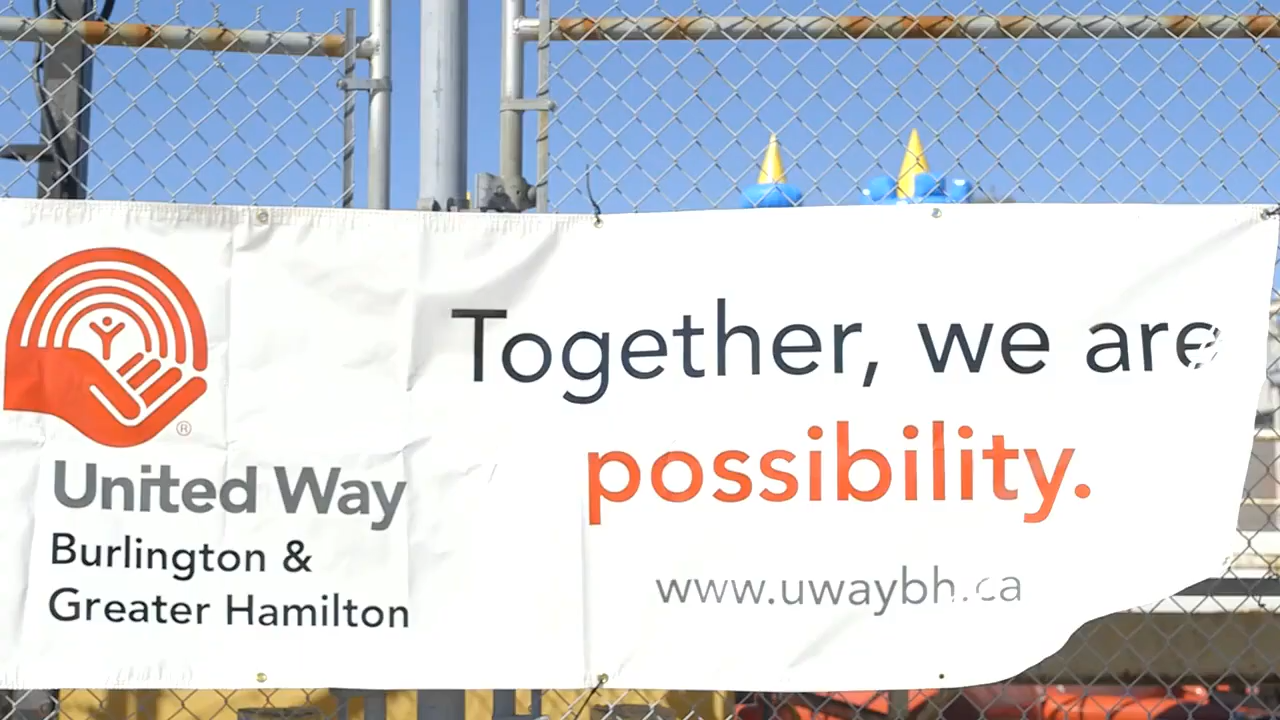 Together, we are
possibility.
www.uwaybh.ca
®
United Way
Burlington &
Greater Hamilton